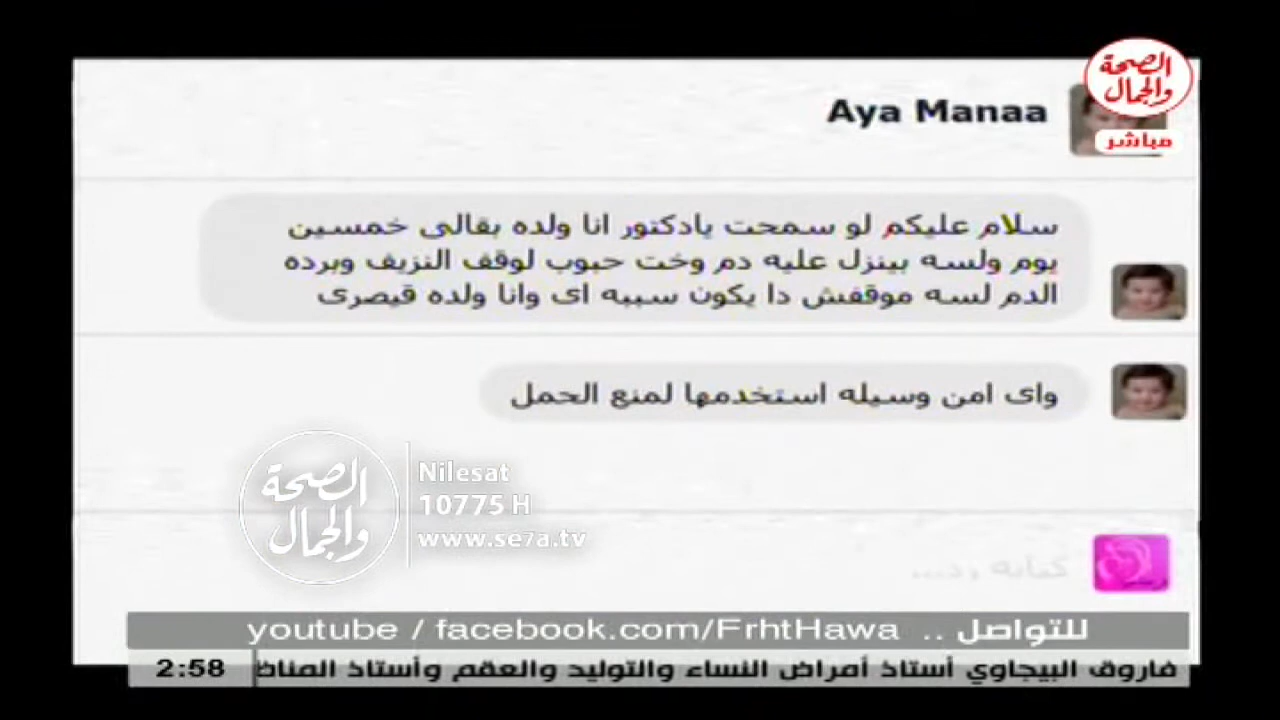 الصحة
والجمال
مباشر
Aya Manaa
سلام عليكم لو سمحت يادكتور انا ولده بقالى خمسين
يوم ولسه بينزل عليه دم وخت حبوب لوقف النزيف وبرده
الدم لسه موقفش دا يكون سببه اى وانا ولده قيصرى
واى امن وسيله استخدمها لمنع الحمل
الصحة
والجمال
Nilesat
10775 H
www.se7a.tv
كتابة رد...
للتواصل .. youtube / facebook.com/FrhtHawa
فاروق البيجاوي أستاذ أمراض النساء والتوليد والعقم وأستاذ المناظ
2:58